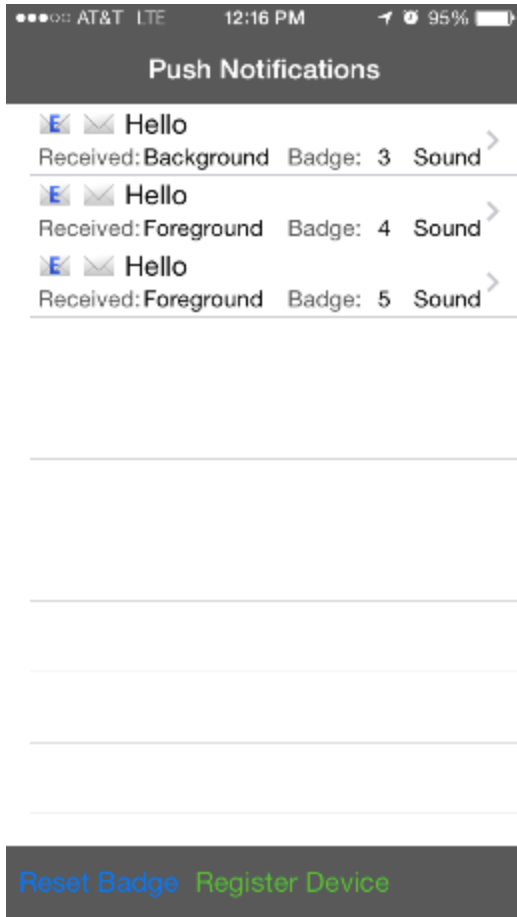 AT&T LTE 12:16 PM 95%
Push Notifications
E Hello
Received: Background Badge: 3 Sound
E Hello
Received: Foreground Badge: 4 Sound
E Hello
Received: Foreground Badge: 5 Sound
Reset Badge Register Device